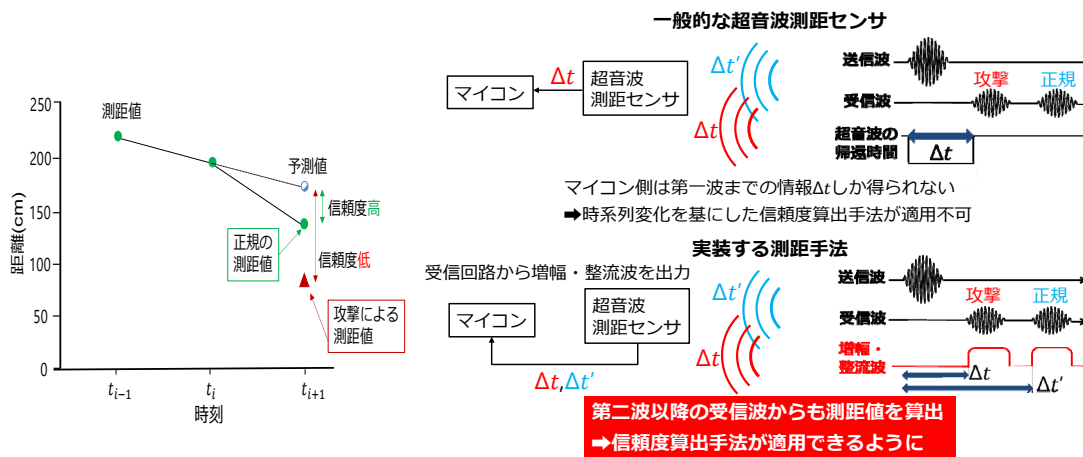 測距値
予測値
信頼度高
正規の
測距値
信頼度低
攻撃による
測距値
距離(cm)
250
200
150
100
50
0
t_{i-1}
t_i
t_{i+1}
時刻
一般的な超音波測距センサ
マイコン
Δt
超音波
測距センサ
Δt'
Δt
送信波
攻撃
正規
受信波
超音波の
帰還時間
Δt
マイコン側は第一波までの情報Δtしか得られない
➡時系列変化を基にした信頼度算出手法が適用不可
実装する測距手法
受信回路から増幅・整流波を出力
マイコン
超音波
測距センサ
Δt,Δt'
Δt'
Δt
送信波
攻撃
正規
受信波
増幅・
整流波
Δt
Δt'
第二波以降の受信波からも測距値を算出
➡信頼度算出手法が適用できるように